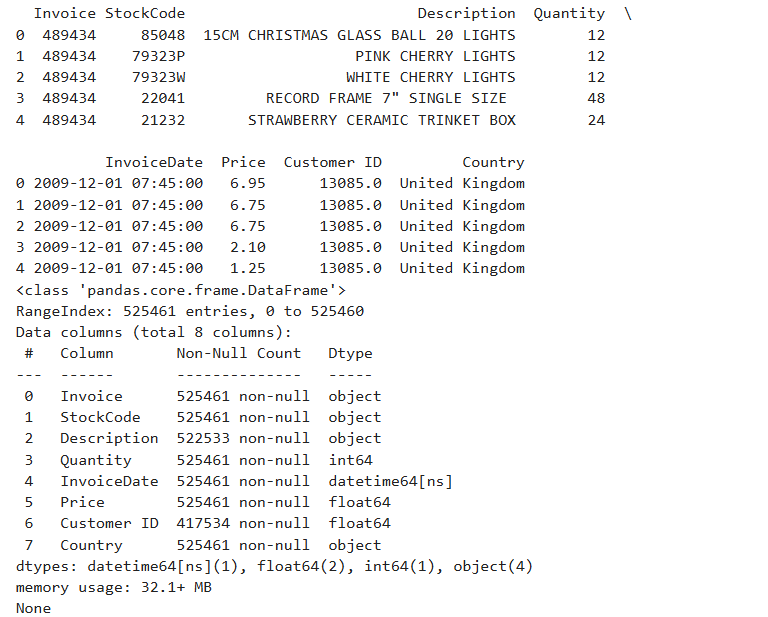 Invoice StockCode                          Description  Quantity  \
0  489434     85048  15CM CHRISTMAS GLASS BALL 20 LIGHTS        12
1  489434    79323P                   PINK CHERRY LIGHTS        12
2  489434    79323W                  WHITE CHERRY LIGHTS        12
3  489434     22041         RECORD FRAME 7" SINGLE SIZE         48
4  489434     21232       STRAWBERRY CERAMIC TRINKET BOX        24

          InvoiceDate  Price  Customer ID         Country
0 2009-12-01 07:45:00   6.95      13085.0  United Kingdom
1 2009-12-01 07:45:00   6.75      13085.0  United Kingdom
2 2009-12-01 07:45:00   6.75      13085.0  United Kingdom
3 2009-12-01 07:45:00   2.10      13085.0  United Kingdom
4 2009-12-01 07:45:00   1.25      13085.0  United Kingdom
<class 'pandas.core.frame.DataFrame'>
RangeIndex: 525461 entries, 0 to 525460
Data columns (total 8 columns):
 #   Column       Non-Null Count   Dtype
---  ------       --------------   -----
 0   Invoice      525461 non-null  object
 1   StockCode    525461 non-null  object
 2   Description  522533 non-null  object
 3   Quantity     525461 non-null  int64
 4   InvoiceDate  525461 non-null  datetime64[ns]
 5   Price        525461 non-null  float64
 6   Customer ID  417534 non-null  float64
 7   Country      525461 non-null  object
dtypes: datetime64[ns](1), float64(2), int64(1), object(4)
memory usage: 32.1+ MB
None